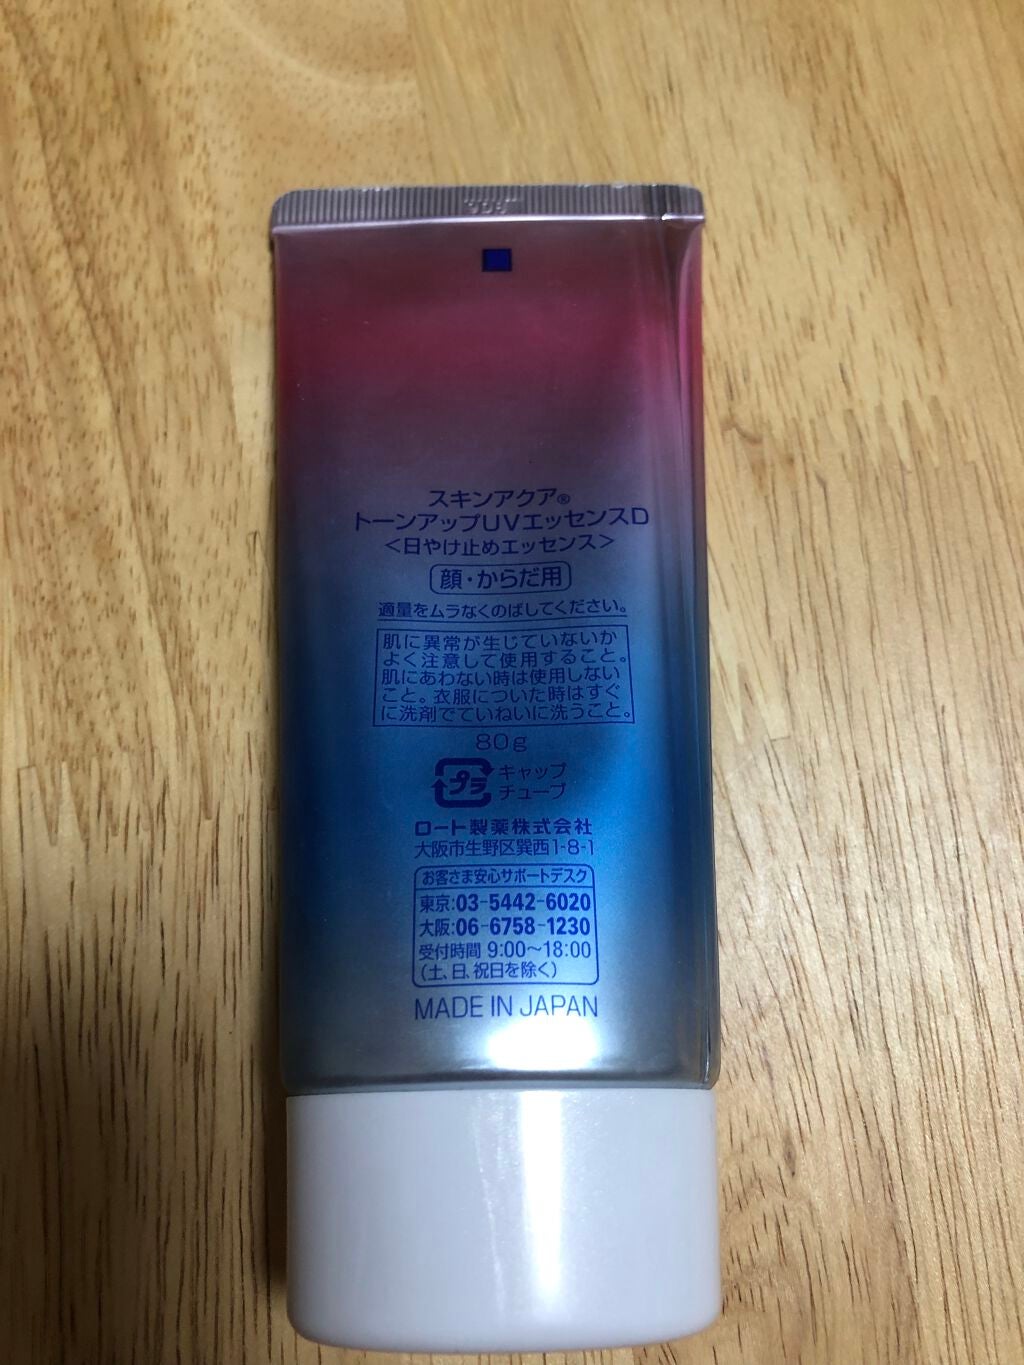 スキンアクア®
トーンアップUVエッセンスD
<日やけ止めエッセンス>
顔・からだ用
適量をムラなくのばしてください。
肌に異常が生じていないか
よく注意して使用すること。
肌にあわない時は使用しない
こと。衣服についた時はすぐ
に洗剤でていねいに洗うこと。
80g
プラ キャップ
チューブ
ロート製薬株式会社
大阪市生野区巽西1-8-1
お客さま安心サポートデスク
東京:03-5442-6020
大阪:06-6758-1230
受付時間 9:00〜18:00
(土、日、祝日を除く)
MADE IN JAPAN